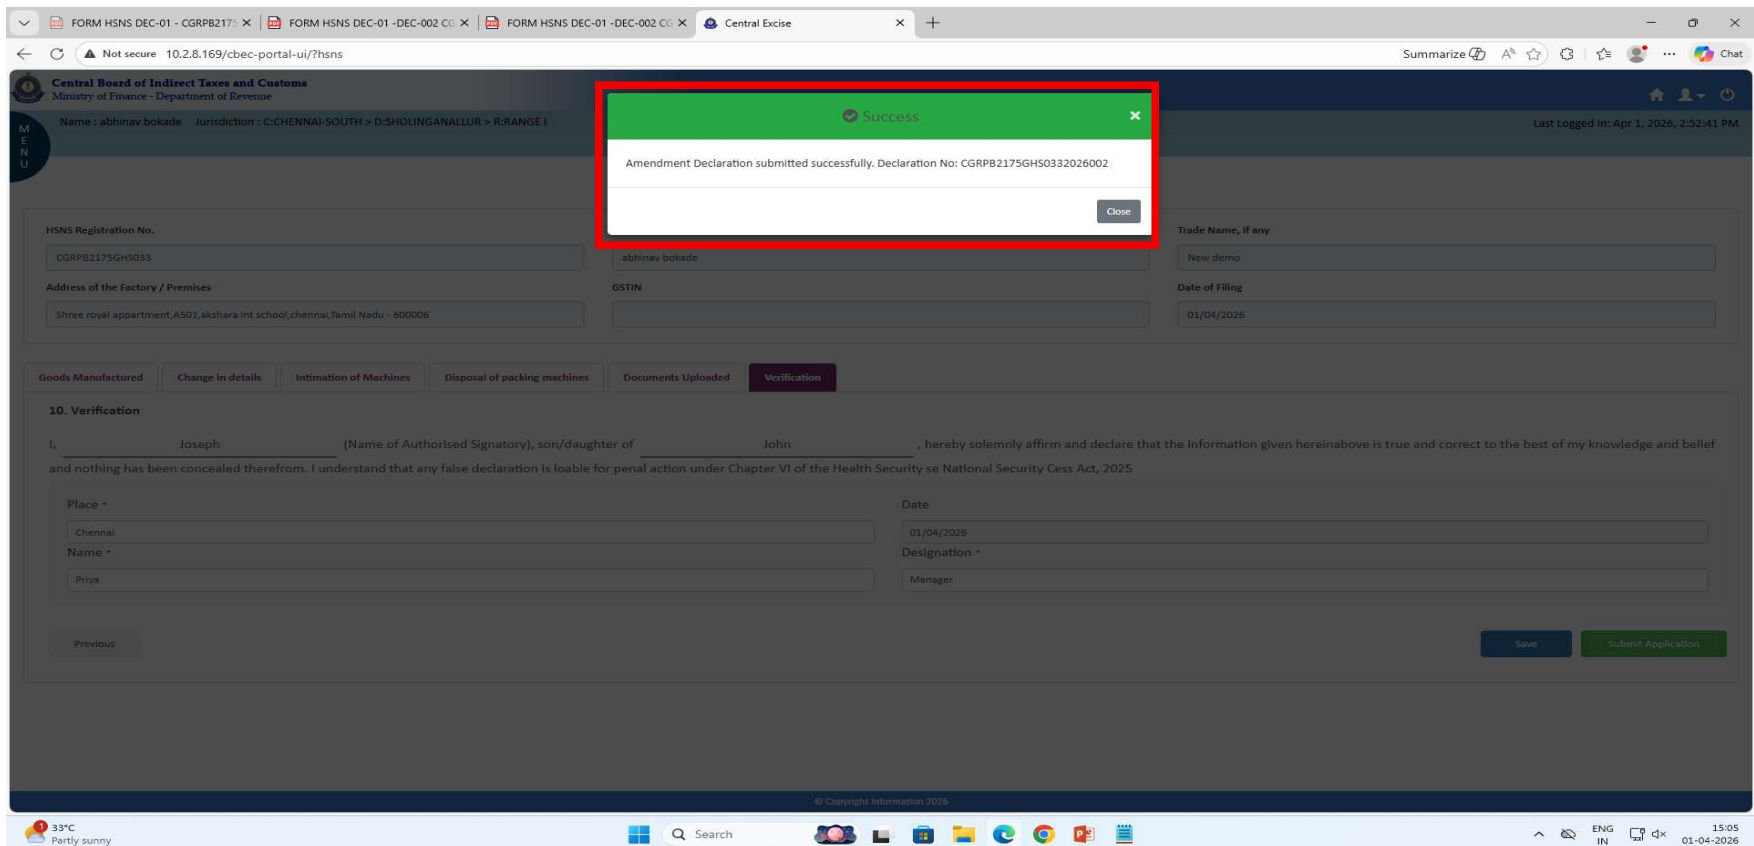 FORM HSNS DEC-01 - CGRPB2175
FORM HSNS DEC-01 -DEC-002 CG
FORM HSNS DEC-01 -DEC-002 CG
Central Excise
Not secure 10.2.8.169/cbec-portal-ui/?hsns
Summarize
Chat
Central Board of Indirect Taxes and Customs
Ministry of Finance - Department of Revenue
MENU
Name : abhinav bokade Jurisdiction : C:CHENNAI-SOUTH > D:SHOLINGANALLUR > R:RANGE I
Last Logged In: Apr 1, 2026, 2:52:41 PM
Success
Amendment Declaration submitted successfully. Declaration No: CGRPB2175GHS0332026002
Close
HSNS Registration No.
Trade Name, if any
CGRPB2175GHS033
abhinav bokade
New demo
Address of the Factory / Premises
GSTIN
Date of Filing
Shree royal appartment,A501,akshara int school,chennai,Tamil Nadu - 600006
01/04/2026
Goods Manufactured Change in details Intimation of Machines Disposal of packing machines Documents Uploaded Verification
10. Verification
I, Joseph (Name of Authorised Signatory), son/daughter of John , hereby solemnly affirm and declare that the information given hereinabove is true and correct to the best of my knowledge and belief
and nothing has been concealed therefrom. I understand that any false declaration is loable for penal action under Chapter VI of the Health Security se National Security Cess Act, 2025
Place *
Date
Chennai
01/04/2026
Name *
Designation *
Priya
Manager
Previous
Save
Submit Application
© Copyright Information 2026
1
33°C
Partly sunny
Search
ENG
IN
15:05
01-04-2026